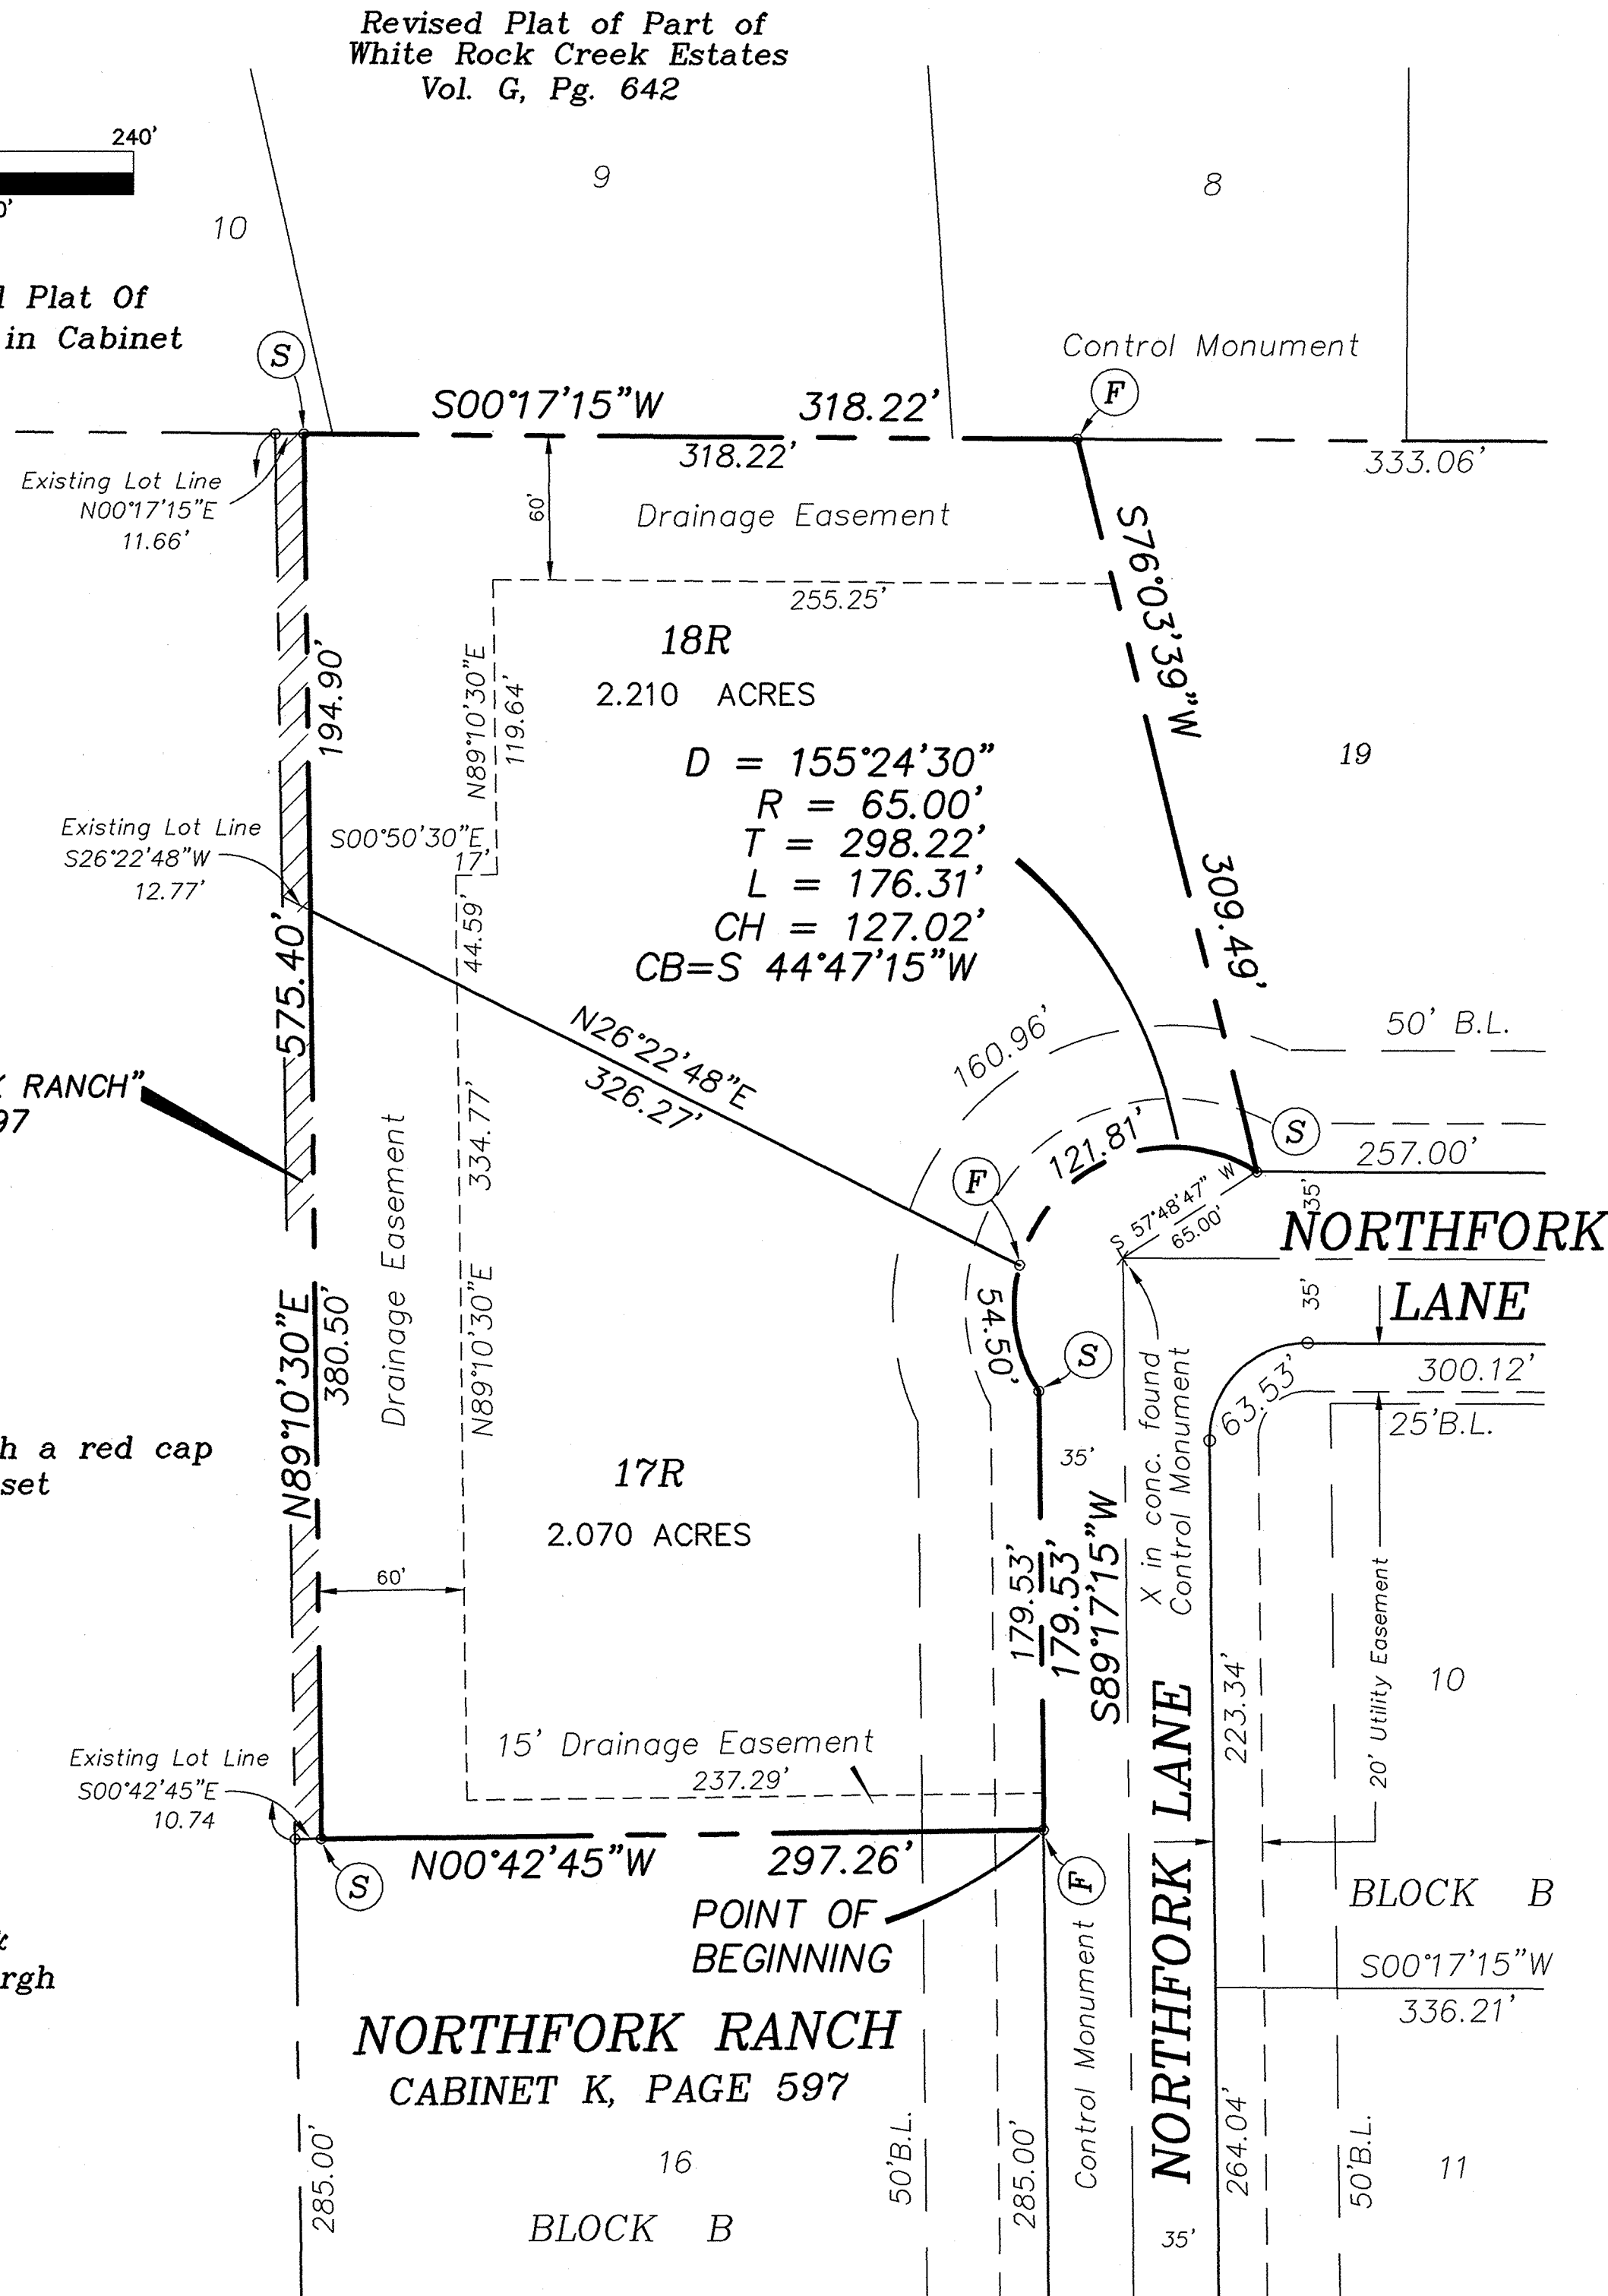 Revised Plat of Part of
White Rock Creek Estates
Vol. G, Pg. 642
240'
0'
9
8
10
l Plat Of
in Cabinet
S
Control Monument
F
S00°17'15"W
318.22'
318.22'
333.06'
Existing Lot Line
N00°17'15"E
11.66'
60'
Drainage Easement
255.25'
S76°03'39"W
309.49'
194.90'
N89°10'30"E
119.64'
18R
2.210 ACRES
19
D = 155°24'30"
R = 65.00'
T = 298.22'
L = 176.31'
CH = 127.02'
CB=S 44°47'15"W
Existing Lot Line
S26°22'48"W
12.77'
S00°50'30"E
17'
44.59'
575.40'
N89°10'30"E
N26°22'48"E
326.27'
160.96'
50' B.L.
RANCH"
97
121.81'
S
257.00'
F
S 57°48'47" W
65.00'
35'
NORTHFORK
LANE
35'
Drainage Easement
334.77'
N89°10'30"E
380.50'
54.50'
S
X in conc. found
Control Monument
63.53'
300.12'
25'B.L.
h a red cap
set
17R
2.070 ACRES
35'
60'
179.53'
179.53'
S89°17'15"W
NORTHFORK LANE
223.34'
20' Utility Easement
10
15' Drainage Easement
237.29'
Existing Lot Line
S00°42'45"E
10.74
S
N00°42'45"W
297.26'
F
Control Monument
POINT OF
BEGINNING
BLOCK B
S00°17'15"W
336.21'
rgh
NORTHFORK RANCH
CABINET K, PAGE 597
285.00'
16
BLOCK B
50'B.L.
285.00'
35'
264.04'
50'B.L.
11